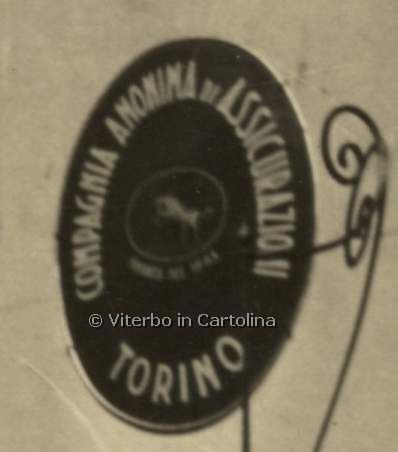 COMPAGNIA ANONIMA DI ASSICURAZIONI
TORINO
© Viterbo in Cartolina